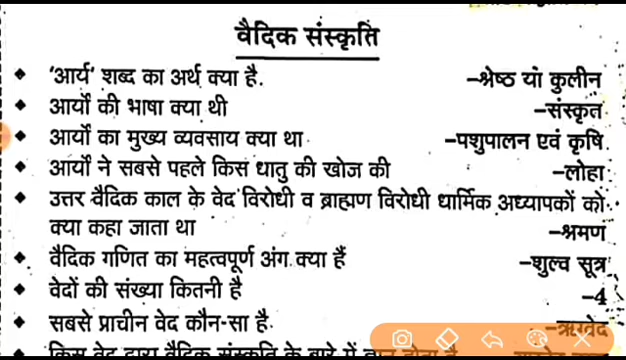 वैदिक संस्कृति
'आर्य' शब्द का अर्थ क्या है. –श्रेष्ठ या कुलीन
आर्यों की भाषा क्या थी –संस्कृत
आर्यों का मुख्य व्यवसाय क्या था –पशुपालन एवं कृषि
आर्यों ने सबसे पहले किस धातु की खोज की –लोहा
उत्तर वैदिक काल के वेद विरोधी व ब्राह्मण विरोधी धार्मिक अध्यापकों को
क्या कहा जाता था –श्रमण
वैदिक गणित का महत्वपूर्ण अंग क्या हैं –शुल्व सूत्र
वेदों की संख्या कितनी है –4
सबसे प्राचीन वेद कौन-सा है –ऋग्वेद
किस वेद द्वारा वैदिक संस्कृति के बारे में